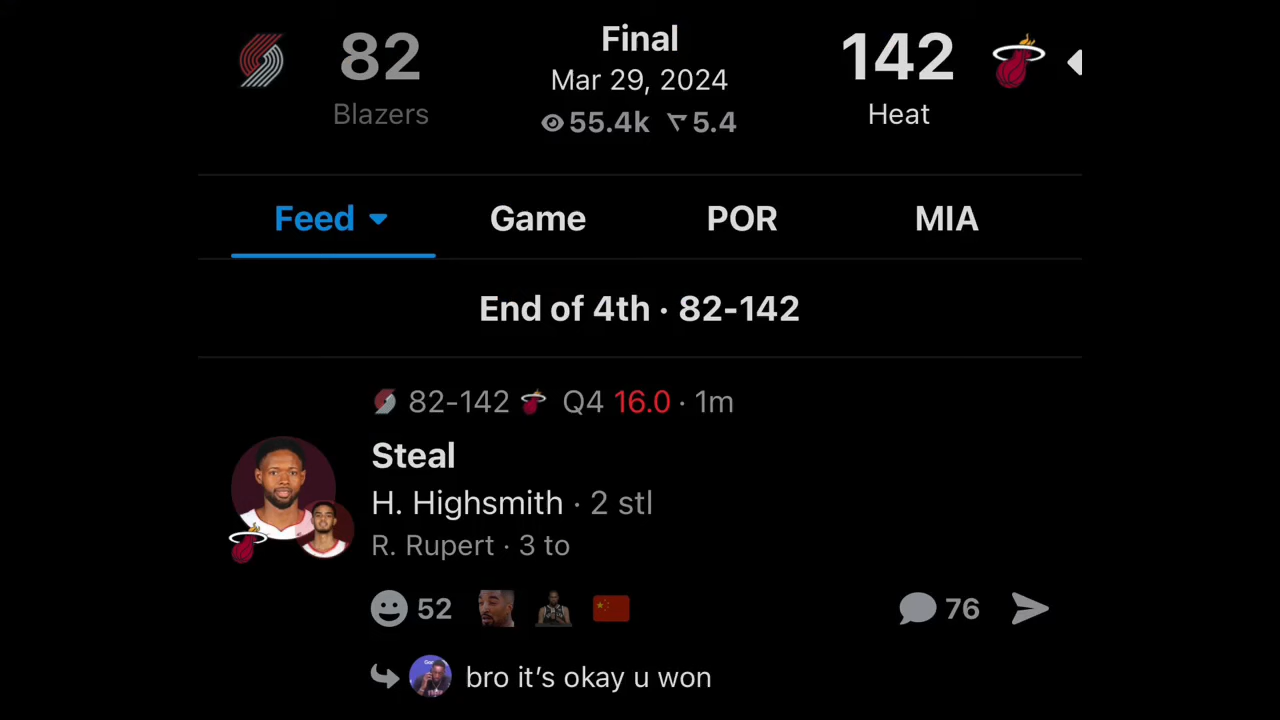 82 Final 142
Blazers Mar 29, 2024 Heat
55.4k 5.4
Feed Game POR MIA
End of 4th · 82-142
82-142 Q4 16.0 · 1m
Steal
H. Highsmith · 2 stl
R. Rupert · 3 to
52 76
bro it’s okay u won